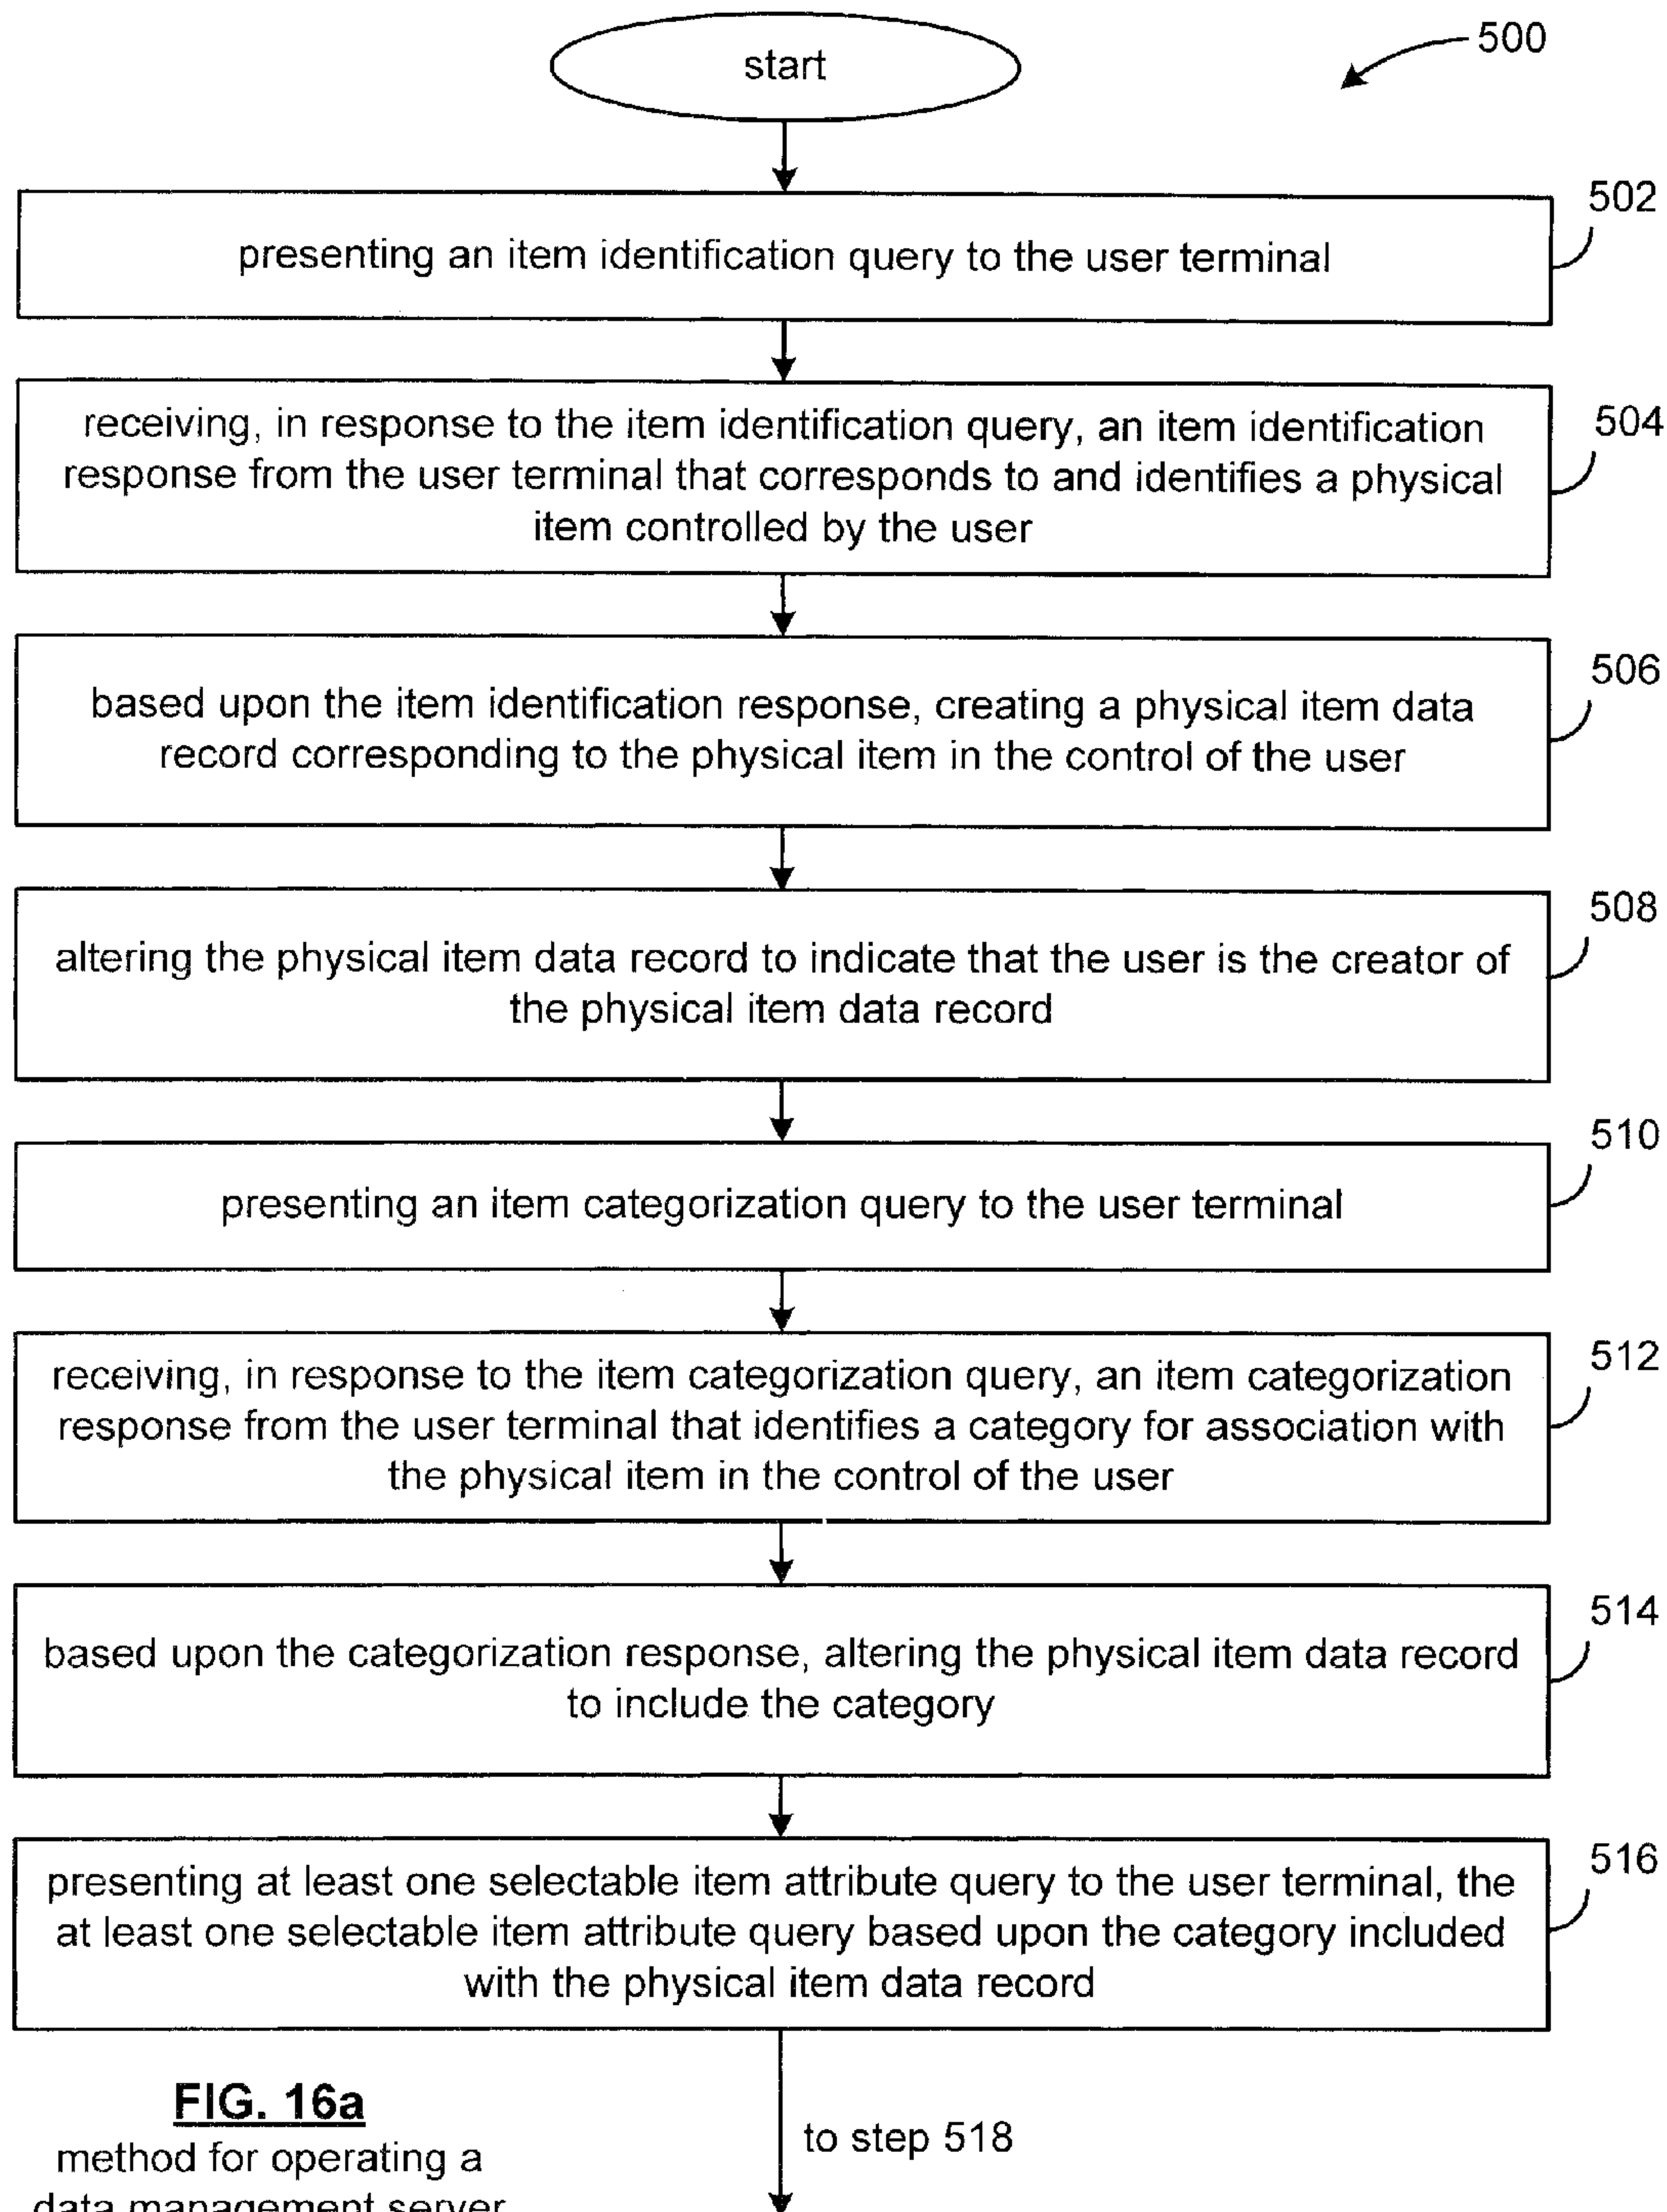 start
500
502
presenting an item identification query to the user terminal
504
receiving, in response to the item identification query, an item identification
response from the user terminal that corresponds to and identifies a physical
item controlled by the user
506
based upon the item identification response, creating a physical item data
record corresponding to the physical item in the control of the user
508
altering the physical item data record to indicate that the user is the creator of
the physical item data record
510
presenting an item categorization query to the user terminal
512
receiving, in response to the item categorization query, an item categorization
response from the user terminal that identifies a category for association with
the physical item in the control of the user
514
based upon the categorization response, altering the physical item data record
to include the category
516
presenting at least one selectable item attribute query to the user terminal, the
at least one selectable item attribute query based upon the category included
with the physical item data record
to step 518
FIG. 16a
method for operating a
data management server